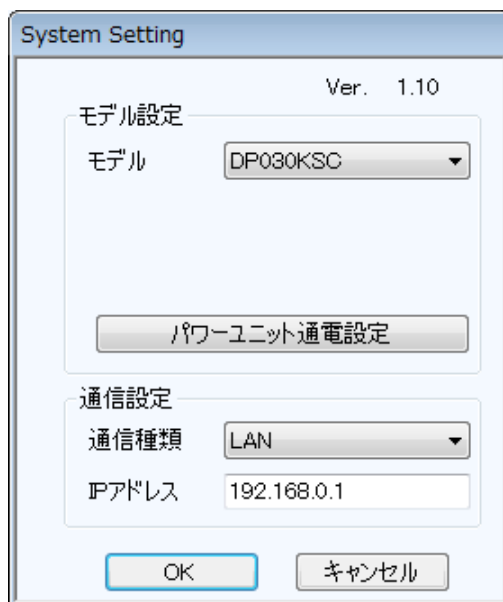 System Setting
Ver. 1.10
モデル設定
モデル DP030KSC
パワーユニット通電設定
通信設定
通信種類 LAN
IPアドレス 192.168.0.1
OK キャンセル